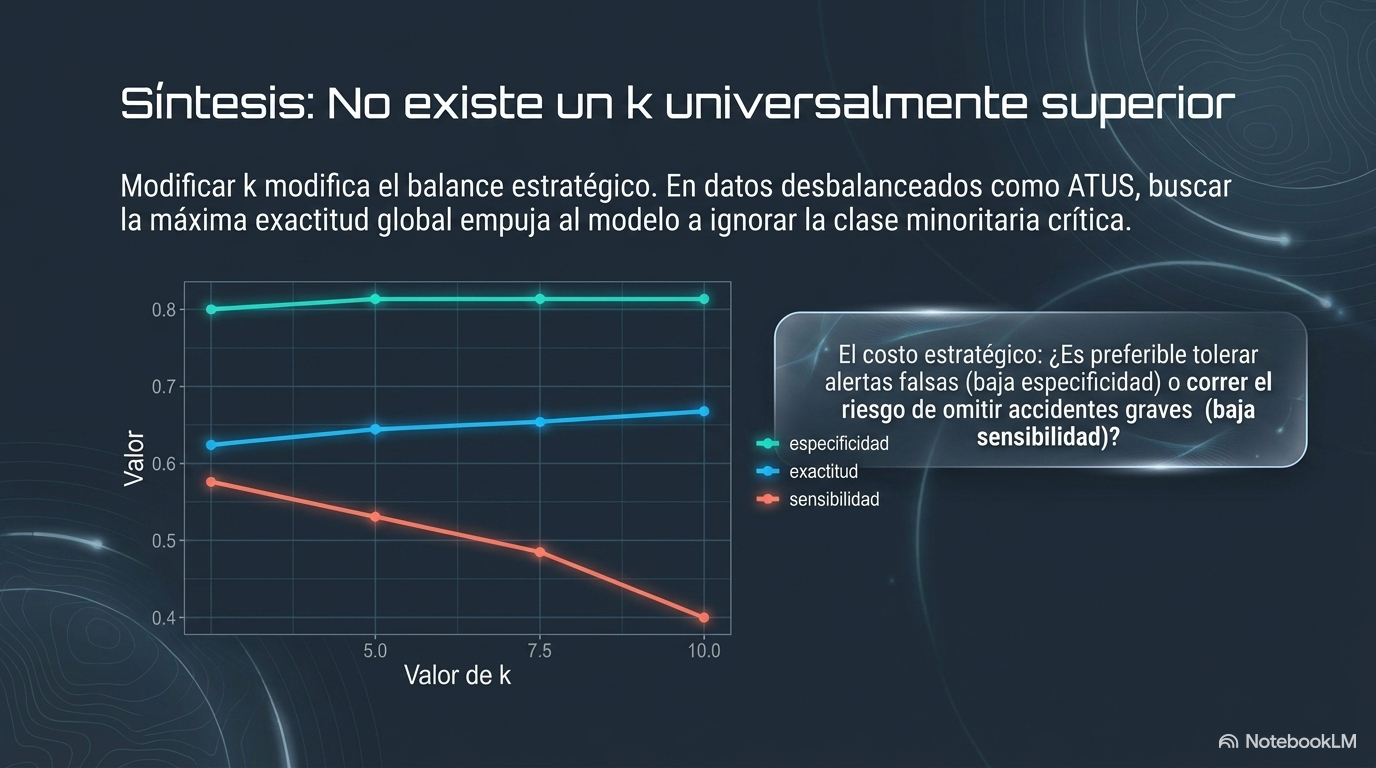 Síntesis: No existe un k universalmente superior
Modificar k modifica el balance estratégico. En datos desbalanceados como ATUS, buscar
la máxima exactitud global empuja al modelo a ignorar la clase minoritaria crítica.
Valor
0.8
0.7
0.6
0.5
0.4
5.0
7.5
10.0
Valor de k
especificidad
exactitud
sensibilidad
El costo estratégico: ¿Es preferible tolerar
alertas falsas (baja especificidad) o correr el
riesgo de omitir accidentes graves (baja
sensibilidad)?
NotebookLM